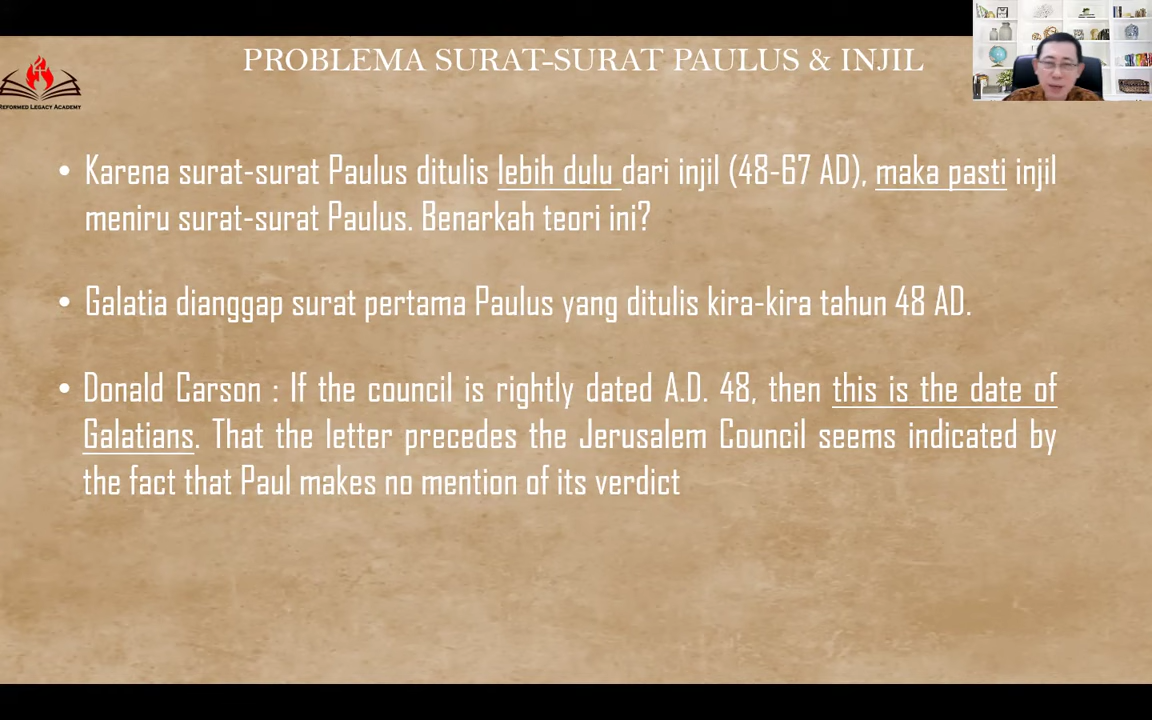 PROBLEMA SURAT-SURAT PAULUS & INJIL
REFORMED LEGACY ACADEMY
• Karena surat-surat Paulus ditulis lebih dulu dari injil (48-67 AD), maka pasti injil
meniru surat-surat Paulus. Benarkah teori ini?
• Galatia dianggap surat pertama Paulus yang ditulis kira-kira tahun 48 AD.
• Donald Carson : If the council is rightly dated A.D. 48, then this is the date of
Galatians. That the letter precedes the Jerusalem Council seems indicated by
the fact that Paul makes no mention of its verdict